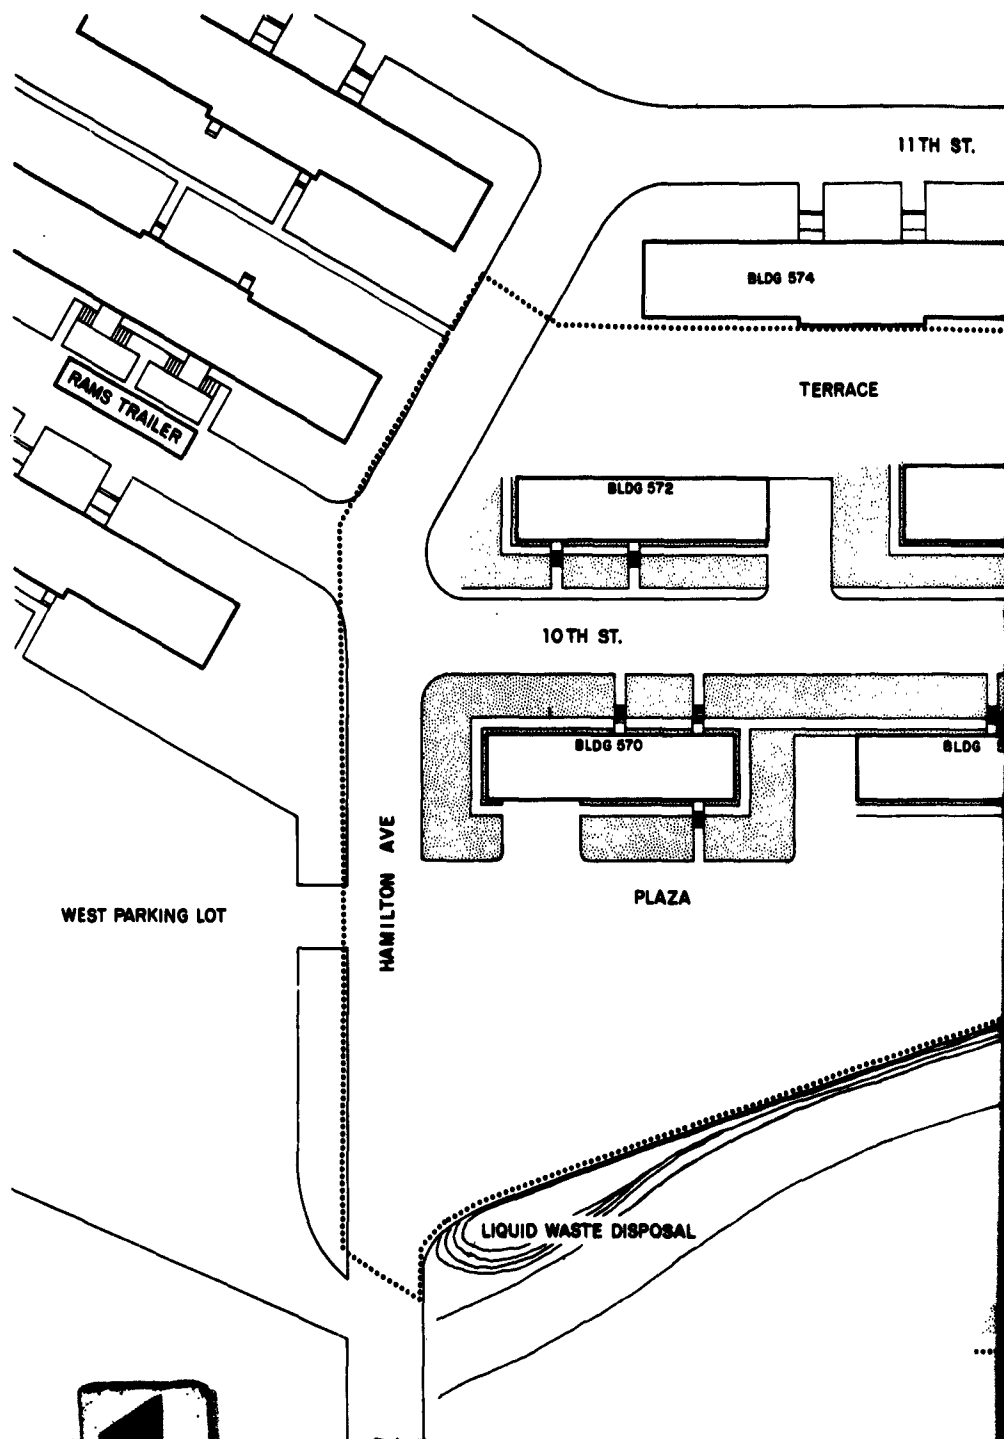 11TH ST.
BLDG 574
TERRACE
RAMS TRAILER
BLDG 572
10TH ST.
BLDG 570
BLDG
HAMILTON AVE
PLAZA
WEST PARKING LOT
LIQUID WASTE DISPOSAL